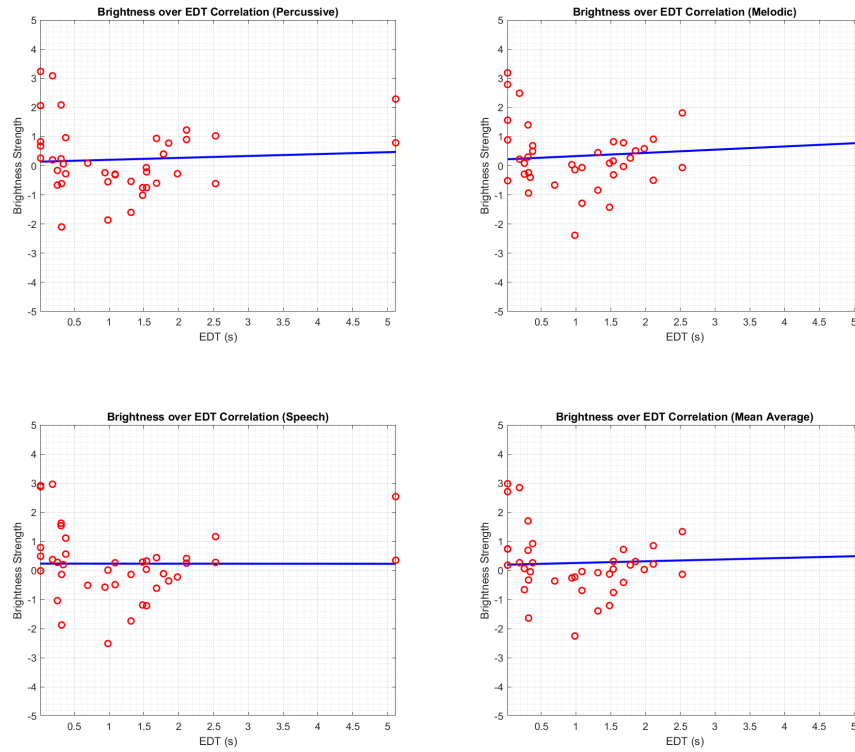 Brightness over EDT Correlation (Percussive)
Brightness Strength
5
4
3
2
1
0
-1
-2
-3
-4
-5
0.5 1 1.5 2 2.5 3 3.5 4 4.5 5
EDT (s)
Brightness over EDT Correlation (Melodic)
Brightness Strength
5
4
3
2
1
0
-1
-2
-3
-4
-5
0.5 1 1.5 2 2.5 3 3.5 4 4.5 5
EDT (s)
Brightness over EDT Correlation (Speech)
Brightness Strength
5
4
3
2
1
0
-1
-2
-3
-4
-5
0.5 1 1.5 2 2.5 3 3.5 4 4.5 5
EDT (s)
Brightness over EDT Correlation (Mean Average)
Brightness Strength
5
4
3
2
1
0
-1
-2
-3
-4
-5
0.5 1 1.5 2 2.5 3 3.5 4 4.5 5
EDT (s)